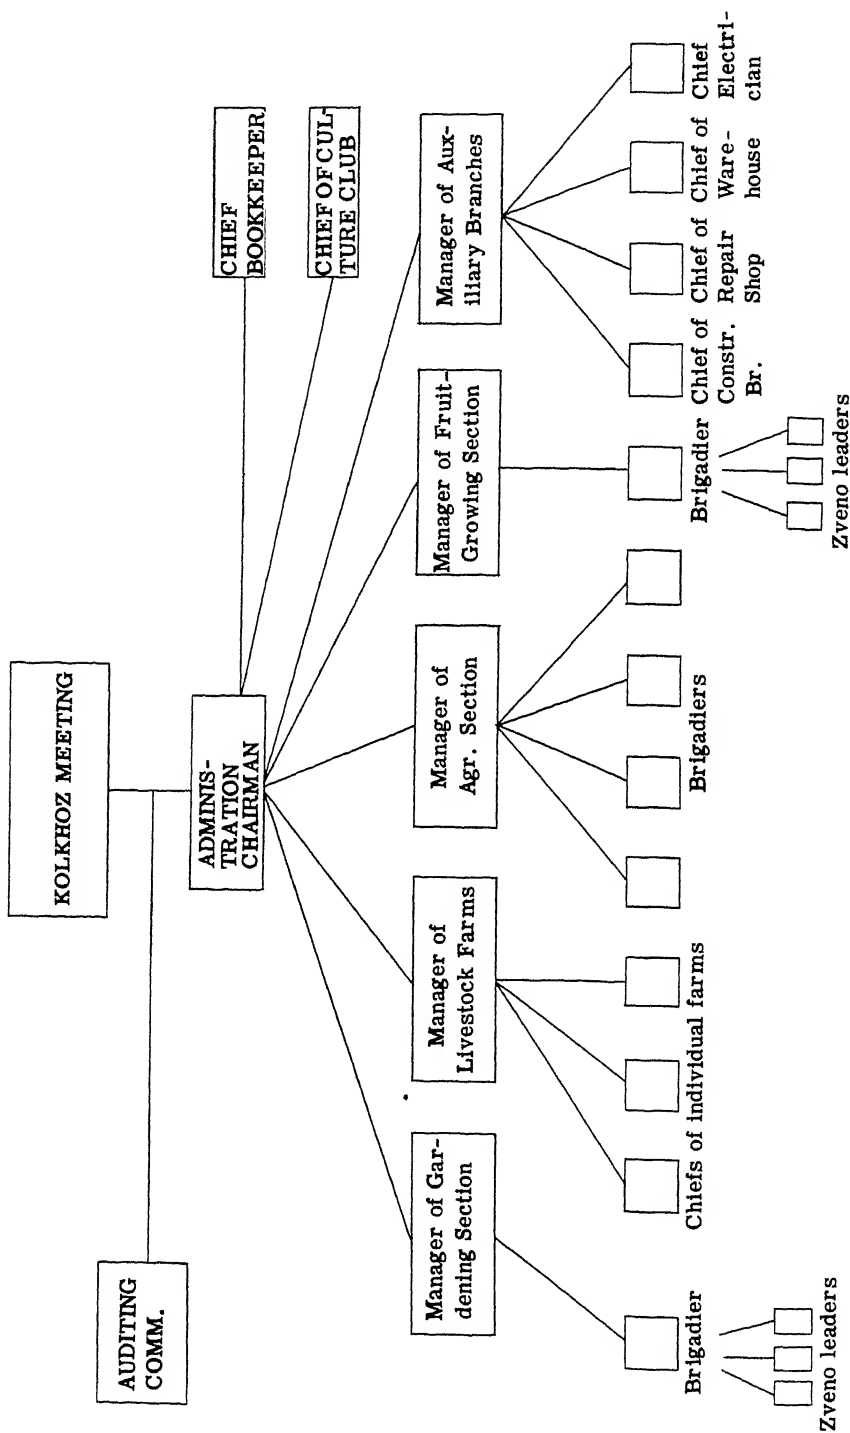 KOLKHOZ MEETING
AUDITING
COMM.
ADMINIS-
TRATION
CHAIRMAN
CHIEF
BOOKKEEPER
CHIEF OF CUL-
TURE CLUB
Manager of Gar-
dening Section
Manager of
Livestock Farms
Manager of
Agr. Section
Manager of Fruit-
Growing Section
Manager of Aux-
iliary Branches
Brigadier
Zveno leaders
Chiefs of individual farms
Brigadiers
Brigadier
Zveno leaders
Chief of
Constr.
Br.
Chief of
Repair
Shop
Chief of
Ware-
house
Chief
Electri-
cian